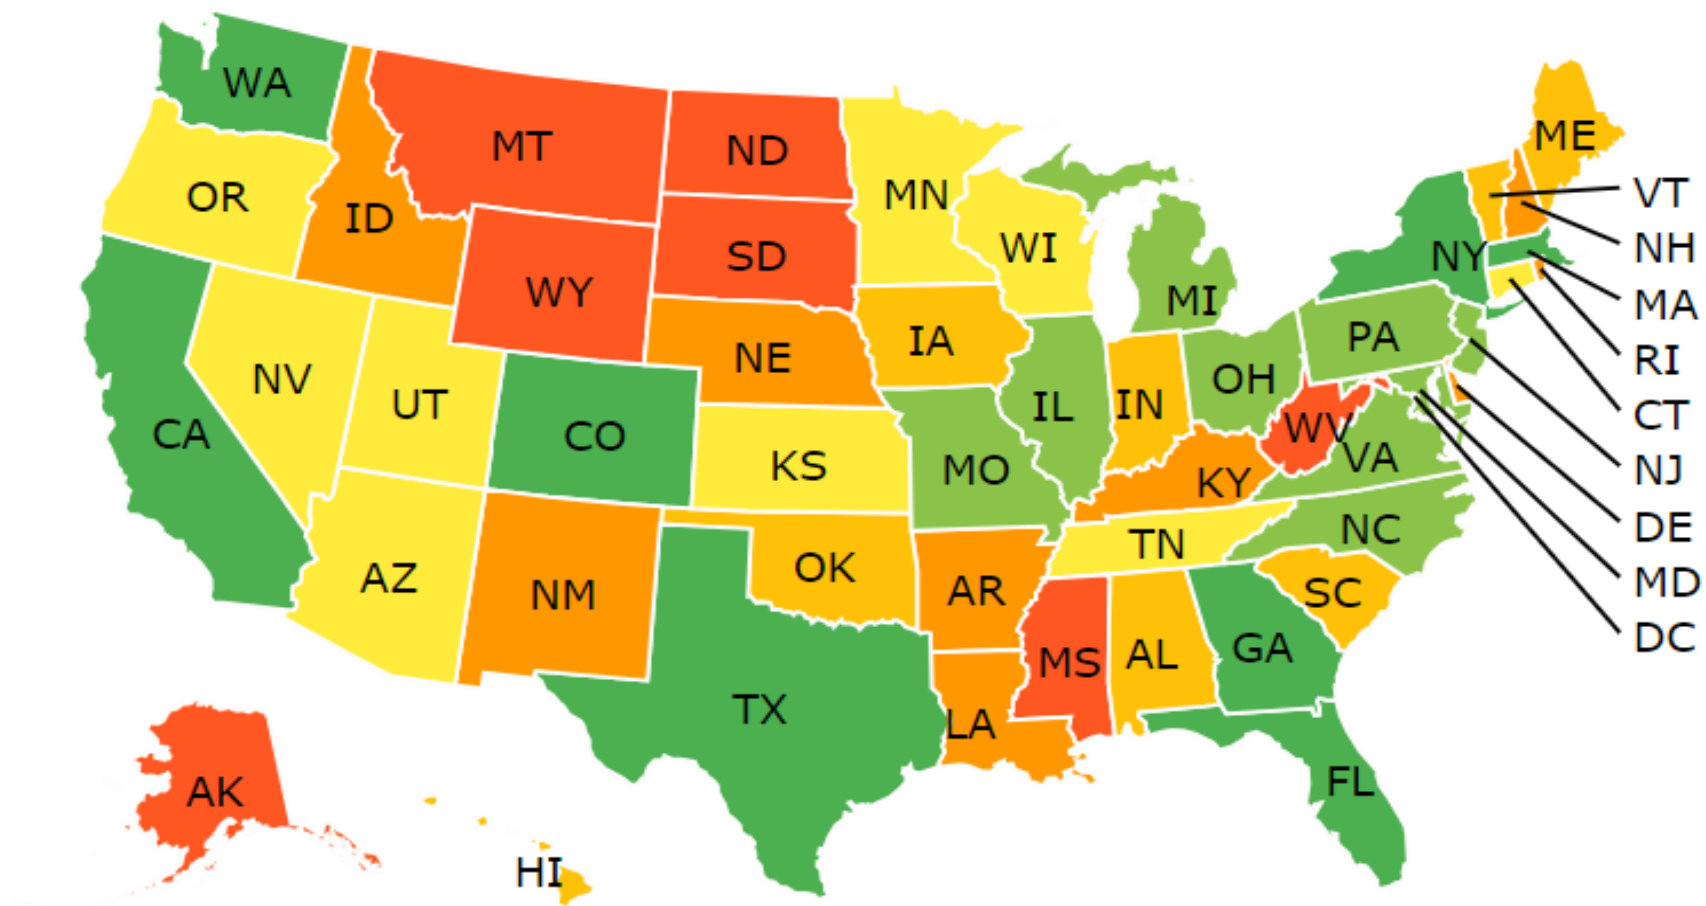 WA
MT
ND
ME
OR
ID
MN
VT
WI
NH
NY
SD
WY
MI
MA
IA
PA
RI
NE
NV
UT
OH
IL
IN
CT
CA
CO
WV
VA
KS
MO
NJ
KY
NC
DE
TN
AZ
NM
OK
AR
SC
MD
DC
MS
AL
GA
TX
LA
FL
AK
HI